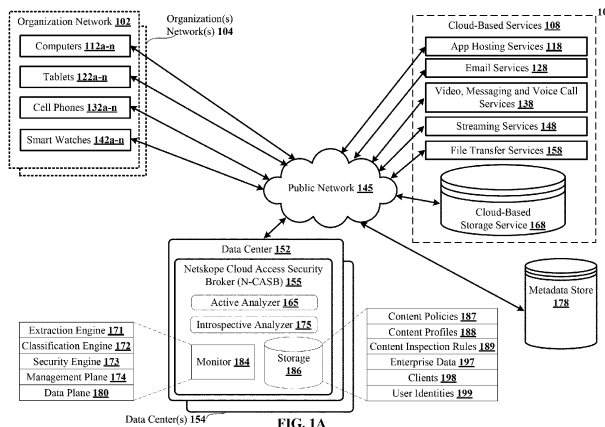 Organization Network 102
Organization(s)
Network(s) 104
Computers 112a-n
Tablets 122a-n
Cell Phones 132a-n
Smart Watches 142a-n
Cloud-Based Services 108
App Hosting Services 118
Email Services 128
Video, Messaging and Voice Call
Services 138
Streaming Services 148
File Transfer Services 158
Cloud-Based
Storage Service 168
Public Network 145
Metadata Store
178
Data Center 152
Netskope Cloud Access Security
Broker (N-CASB) 155
Active Analyzer 165
Introspective Analyzer 175
Monitor 184
Storage
186
Extraction Engine 171
Classification Engine 172
Security Engine 173
Management Plane 174
Data Plane 180
Content Policies 187
Content Profiles 188
Content Inspection Rules 189
Enterprise Data 197
Clients 198
User Identities 199
Data Center(s) 154
FIG. 1A